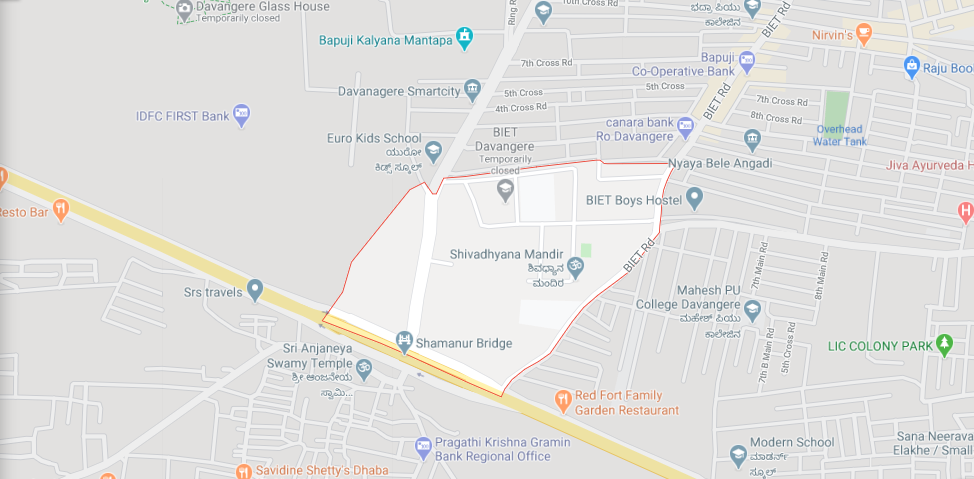 Davangere Glass House
Temporarily closed
10th Cross Rd
Ring R
ಭದ್ರಾ ಪಿಯು
ಕಾಲೇಜಿನ
BIET Rd
Nirvin's
Bapuji Kalyana Mantapa
7th Cross Rd
Bapuji
Co-Operative Bank
Raju Boo
Davanagere Smartcity
5th Cross
5th Cross
4th Cross Rd
BIET Rd
7th Cross Rd
8th Cross Rd
IDFC FIRST Bank
canara bank
Ro Davangere
Overhead
Water Tank
Euro Kids School
ಯುರೋ
ಕಿಡ್ಸ್ ಸ್ಕೂಲ್
BIET
Davangere
Temporarily
closed
Nyaya Bele Angadi
Jiva Ayurveda H
BIET Boys Hostel
Resto Bar
Shivadhyana Mandir
ಶಿವಧ್ಯಾನ
ಮಂದಿರ
BIET Rd
7th Main Rd
8th Main Rd
Srs travels
Mahesh PU
College Davangere
ಮಹೇಶ್ ಪಿಯು
ಕಾಲೇಜಿನ
Shamanur Bridge
7th B Main Rd
5th Cross Rd
LIC COLONY PARK
Sri Anjaneya
Swamy Temple
ಶ್ರೀ ಆಂಜನೇಯ
ಸ್ವಾಮಿ...
Red Fort Family
Garden Restaurant
Pragathi Krishna Gramin
Bank Regional Office
Modern School
ಮಾಡರ್ನ್
ಸ್ಕೂಲ್
Sana Neerava
Elakhe / Small
Savidine Shetty's Dhaba